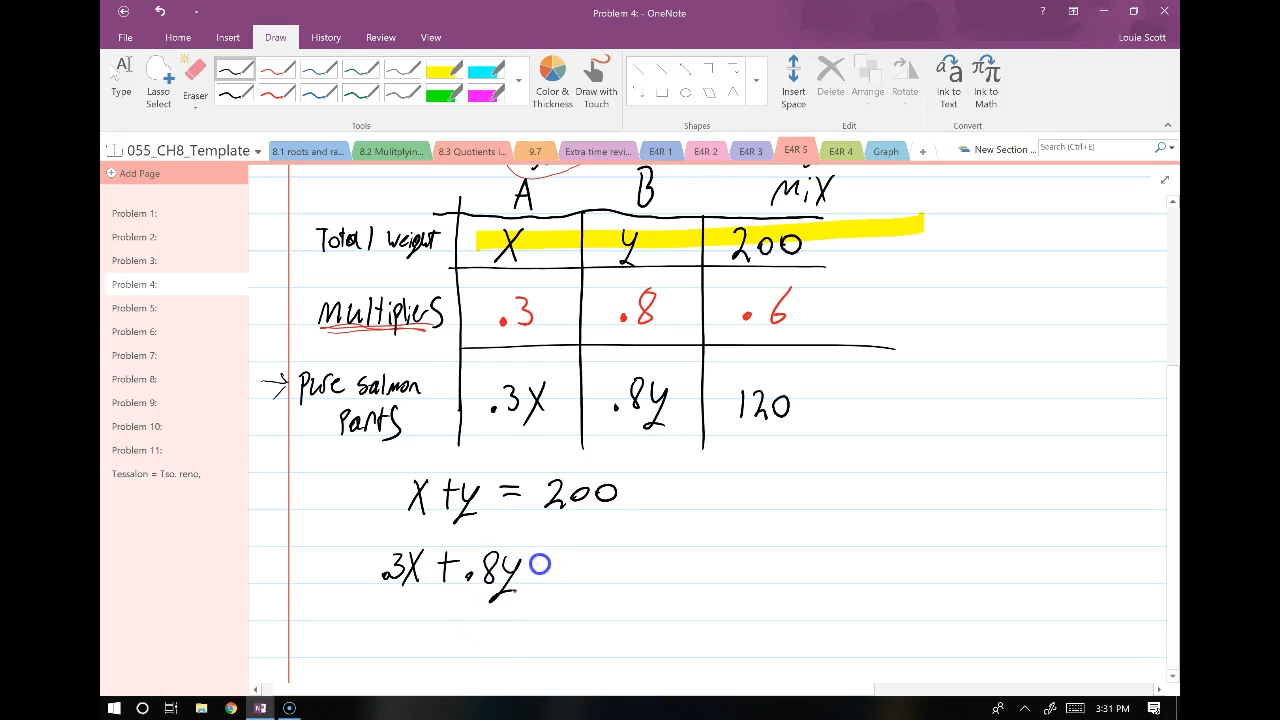 Problem 4: - OneNote
?
Louie Scott
File Home Insert Draw History Review View
Type
Lasso Select
Eraser
Color & Thickness
Draw with Touch
Insert Space
Delete
Arrange
Rotate
Ink to Text
Ink to Math
Tools
Shapes
Edit
Convert
055_CH8_Template
8.1 roots and ra... 8.2 Mulitplying... 8.3 Quotients i... 9.7 Extra time revi... E4R 1 E4R 2 E4R 3 E4R 5 E4R 4 Graph +
New Section ...
Search (Ctrl+E)
Add Page
Problem 1:
Problem 2:
Problem 3:
Problem 4:
Problem 5:
Problem 6:
Problem 7:
Problem 8:
Problem 9:
Problem 10:
Problem 11:
Tessalon = Tso. reno,
A B Mix
Total weight X y 200
multipliers .3 .8 .6
→ Pure salmon parts .3X .8y 120
X + y = 200
.3X + .8y
3:31 PM